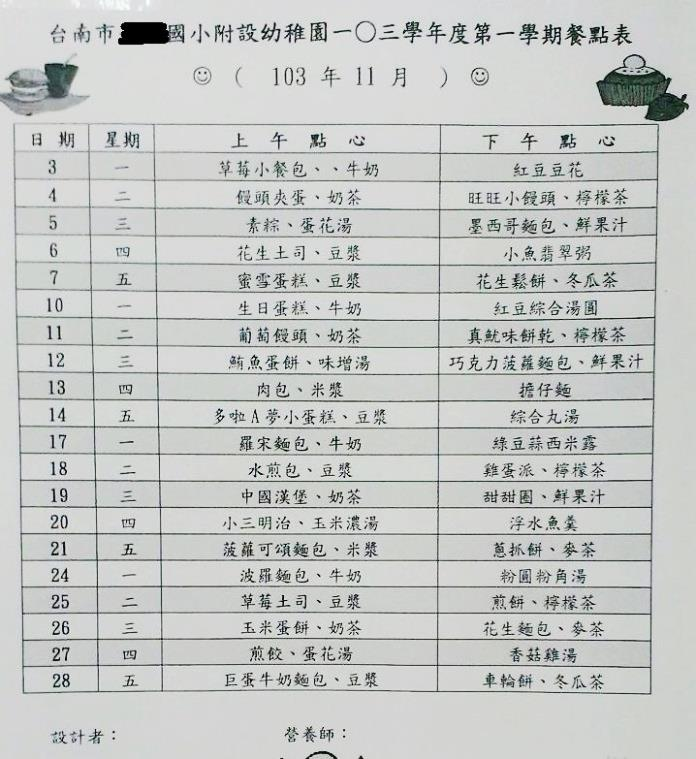 台南市 國小附設幼稚園一〇三學年度第一學期餐點表
( 103 年 11 月 )
日 期 星期 上 午 點 心 下 午 點 心
3 一 草莓小餐包、、牛奶 紅豆豆花
4 二 饅頭夾蛋、奶茶 旺旺小饅頭、檸檬茶
5 三 素粽、蛋花湯 墨西哥麵包、鮮果汁
6 四 花生土司、豆漿 小魚翡翠粥
7 五 蜜雪蛋糕、豆漿 花生鬆餅、冬瓜茶
10 一 生日蛋糕、牛奶 紅豆綜合湯圓
11 二 葡萄饅頭、奶茶 真魷味餅乾、檸檬茶
12 三 鮪魚蛋餅、味增湯 巧克力菠蘿麵包、鮮果汁
13 四 肉包、米漿 擔仔麵
14 五 多啦A夢小蛋糕、豆漿 綜合丸湯
17 一 羅宋麵包、牛奶 綠豆蒜西米露
18 二 水煎包、豆漿 雞蛋派、檸檬茶
19 三 中國漢堡、奶茶 甜甜圈、鮮果汁
20 四 小三明治、玉米濃湯 浮水魚羹
21 五 菠蘿可頌麵包、米漿 蔥抓餅、麥茶
24 一 波羅麵包、牛奶 粉圓粉角湯
25 二 草莓土司、豆漿 煎餅、檸檬茶
26 三 玉米蛋餅、奶茶 花生麵包、麥茶
27 四 煎餃、蛋花湯 香菇雞湯
28 五 巨蛋牛奶麵包、豆漿 車輪餅、冬瓜茶
設計者： 營養師：